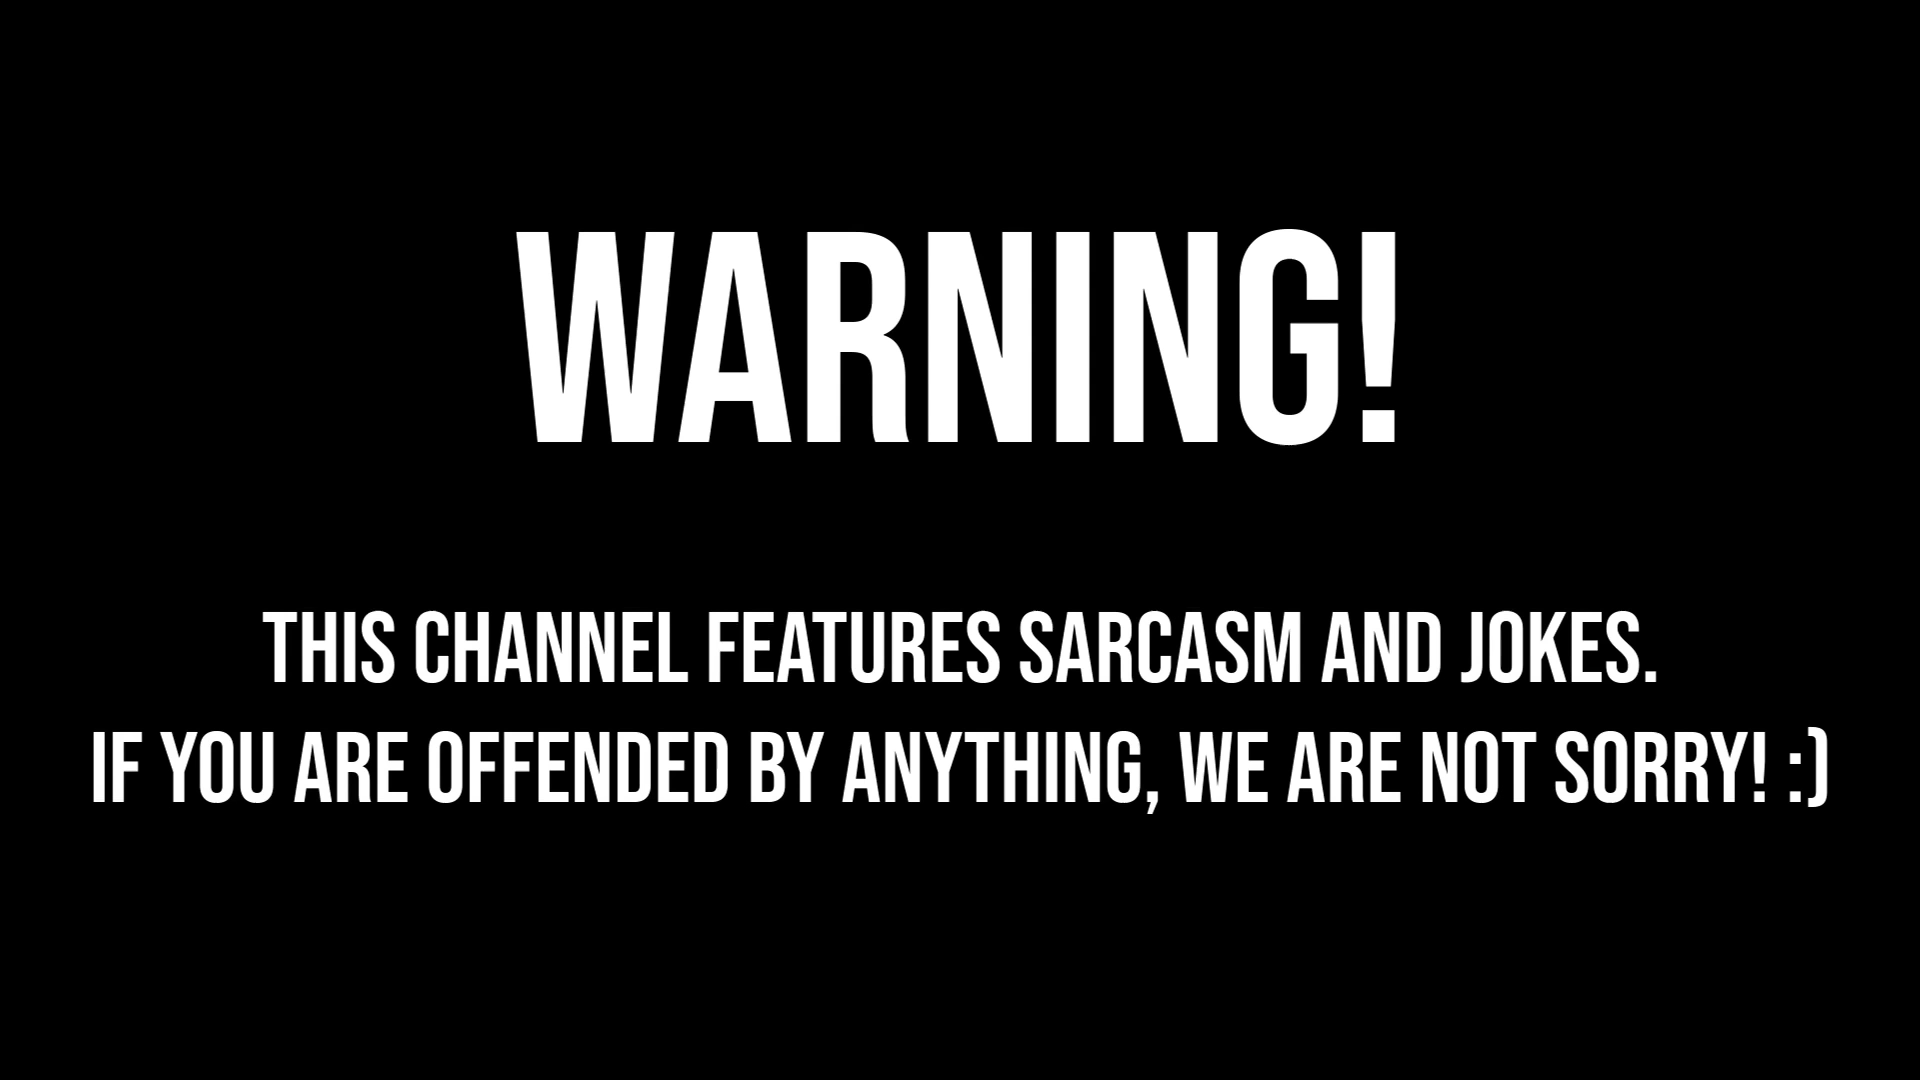 WARNING!
THIS CHANNEL FEATURES SARCASM AND JOKES.
IF YOU ARE OFFENDED BY ANYTHING, WE ARE NOT SORRY! :)